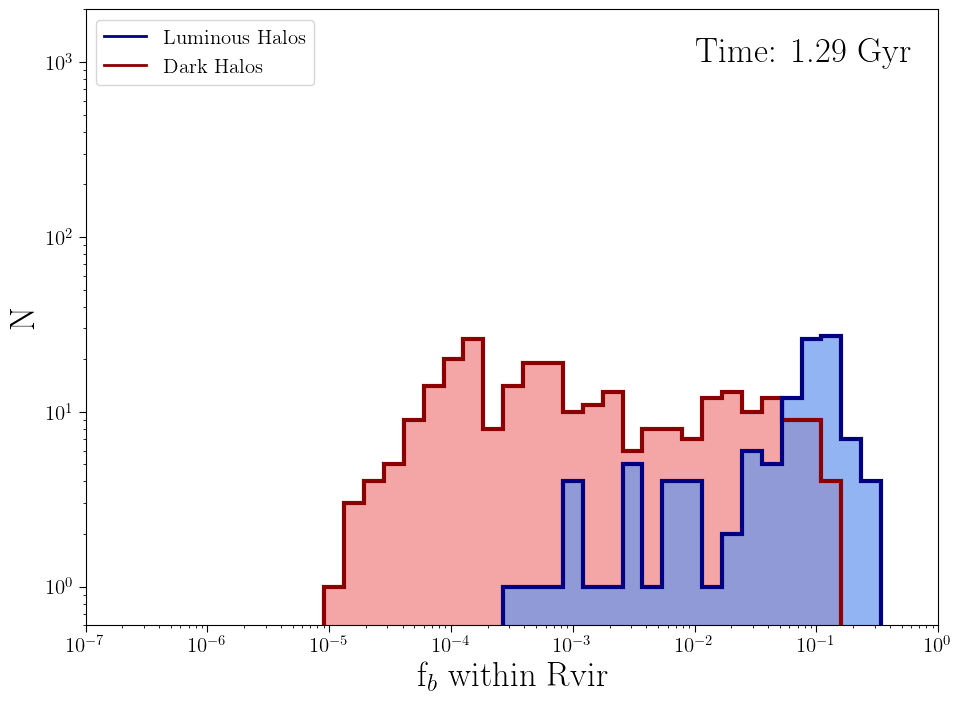 Luminous Halos
Dark Halos
Time: 1.29 Gyr
N
10³
10²
10¹
10⁰
10⁻⁷ 10⁻⁶ 10⁻⁵ 10⁻⁴ 10⁻³ 10⁻² 10⁻¹ 10⁰
f_b within Rvir